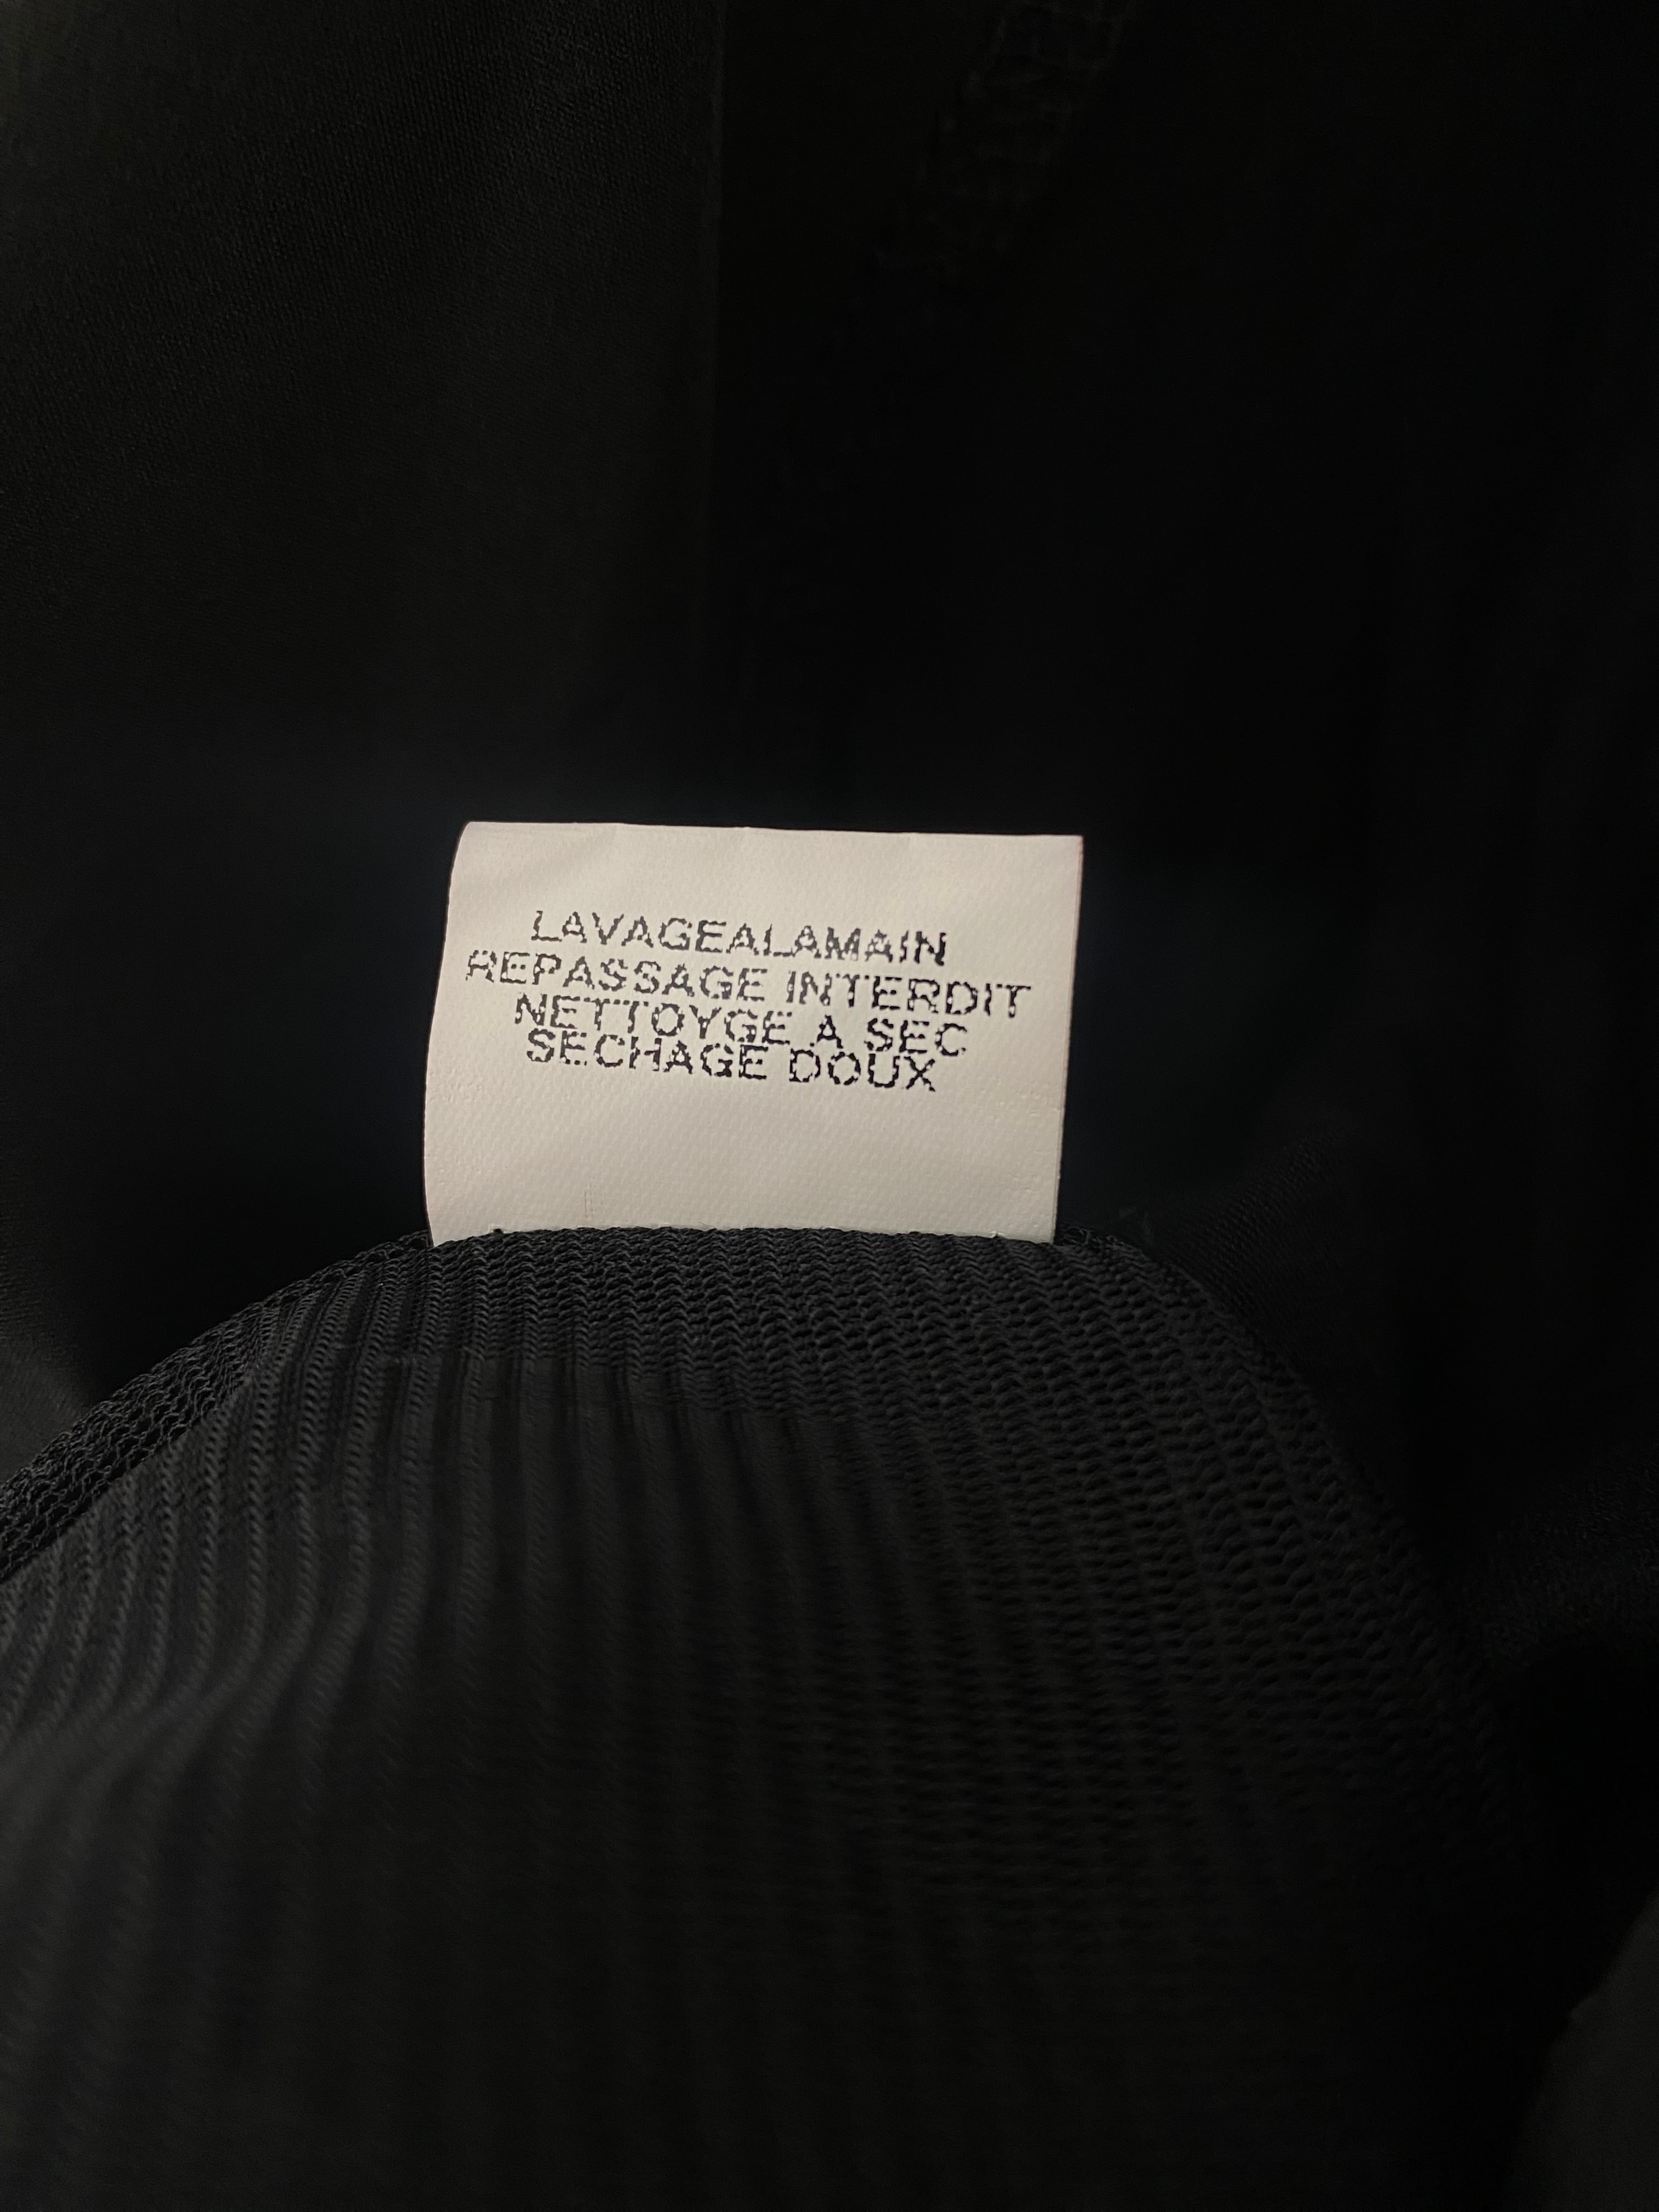 LAVAGEALAMAIN
REPASSAGE INTERDIT
NETTOYGE A SEC
SECHAGE DOUX